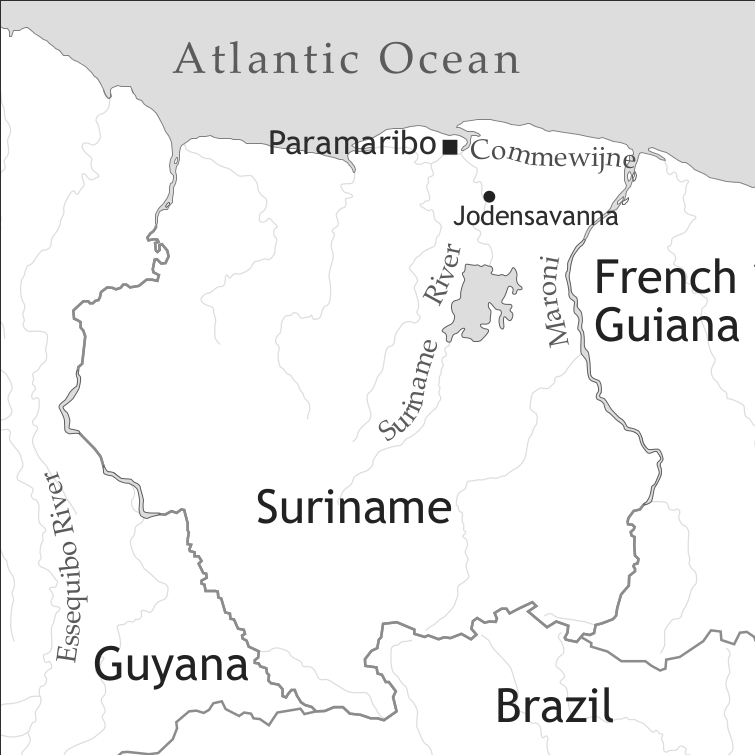 Atlantic Ocean
Paramaribo
Commewijne
Jodensavanna
Suriname River
Maroni
French
Guiana
Suriname
Essequibo River
Guyana
Brazil